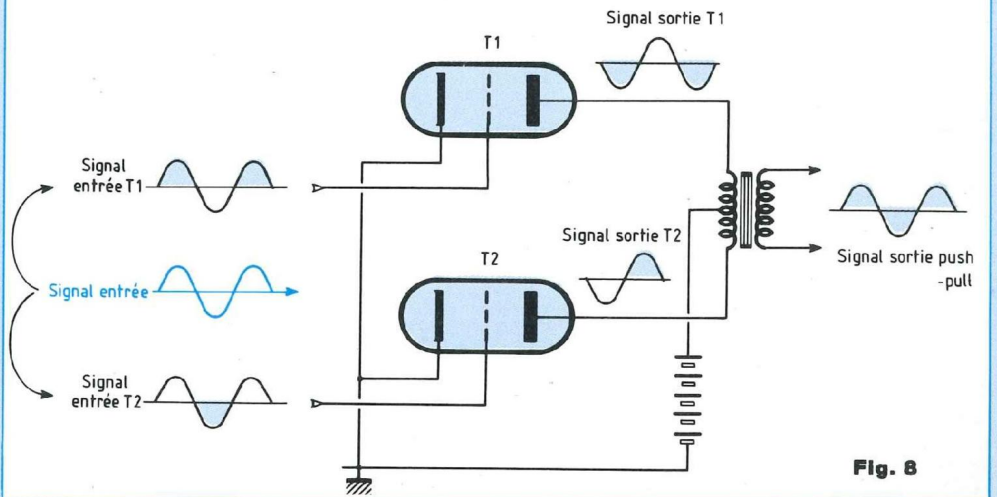 Signal sortie T1
T1
Signal
entrée T1
Signal sortie T2
T2
Signal entrée
Signal sortie push
-pull
Signal
entrée T2
Fig. 8